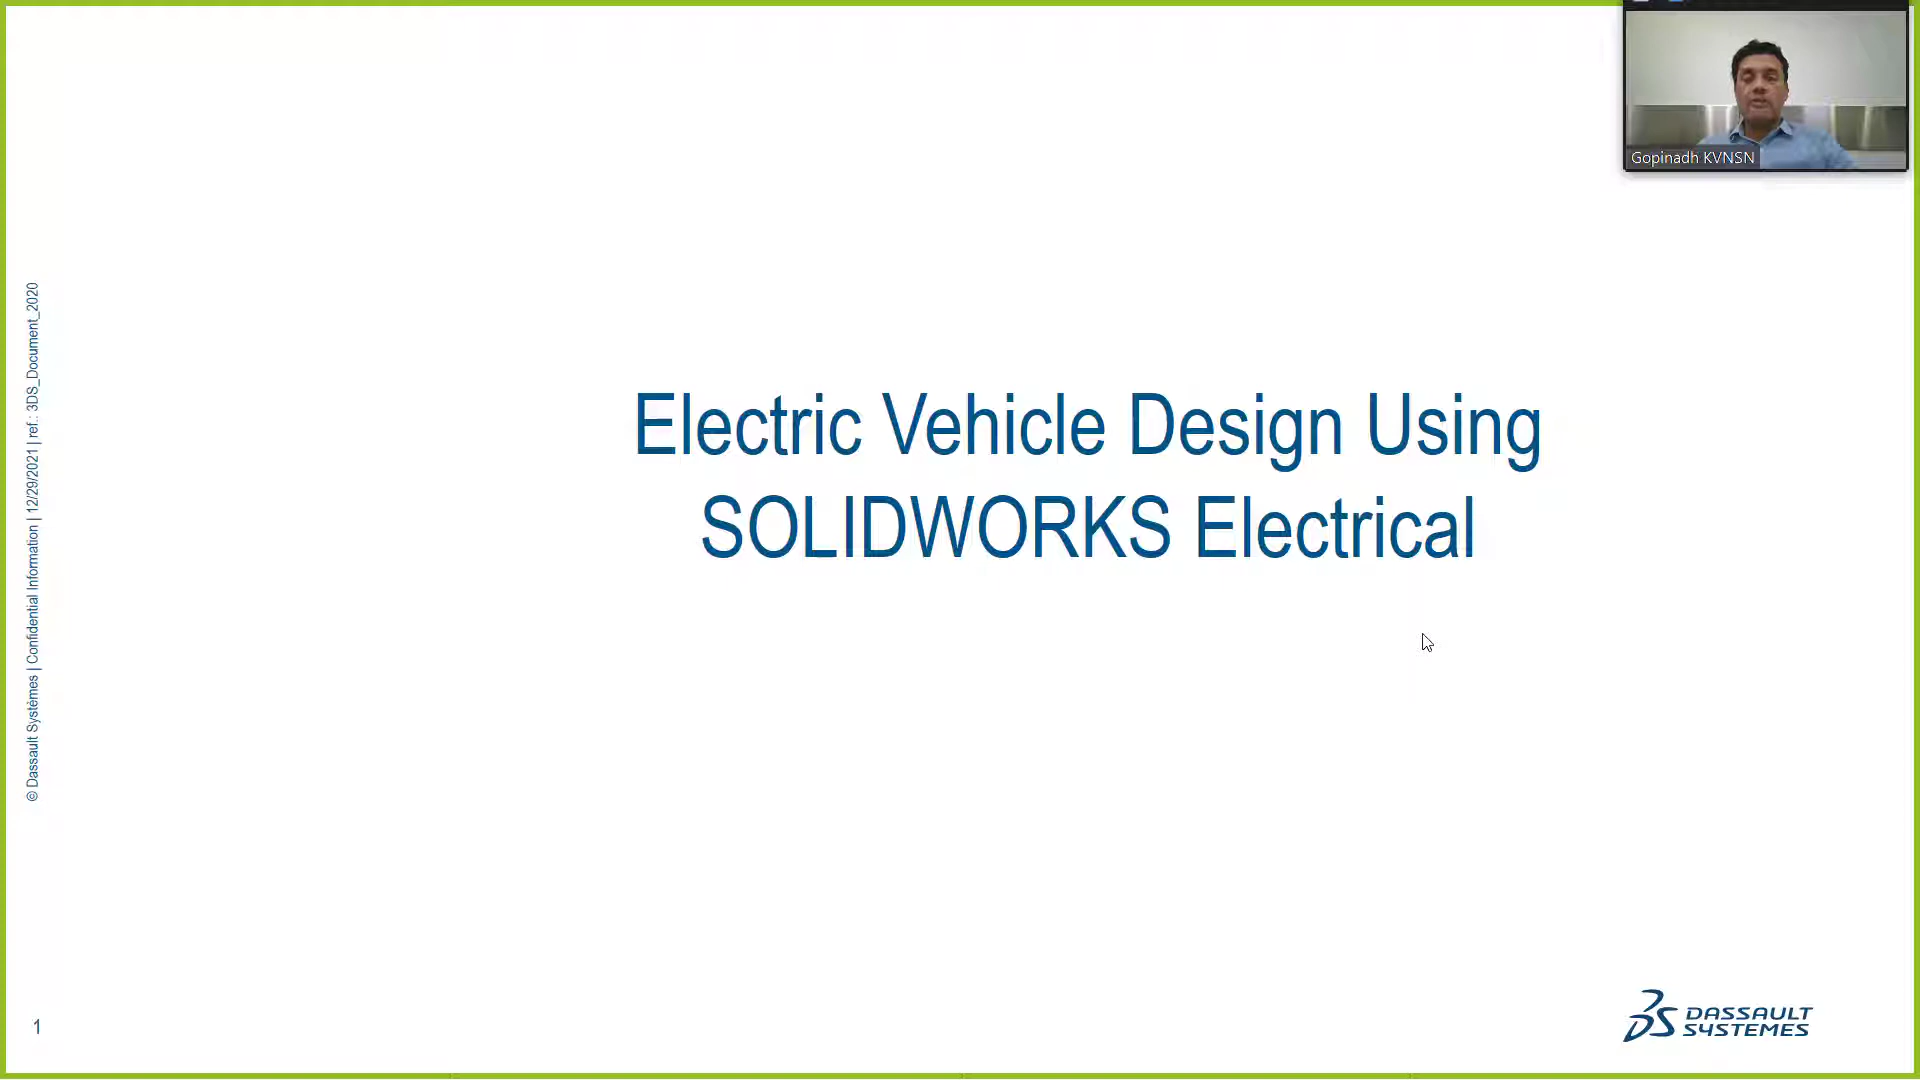 Gopinadh KVNSN
Electric Vehicle Design Using
SOLIDWORKS Electrical
© Dassault Systèmes | Confidential Information | 12/29/2021 | ref.: 3DS_Document_2020
1
3DS DASSAULT
SYSTEMES